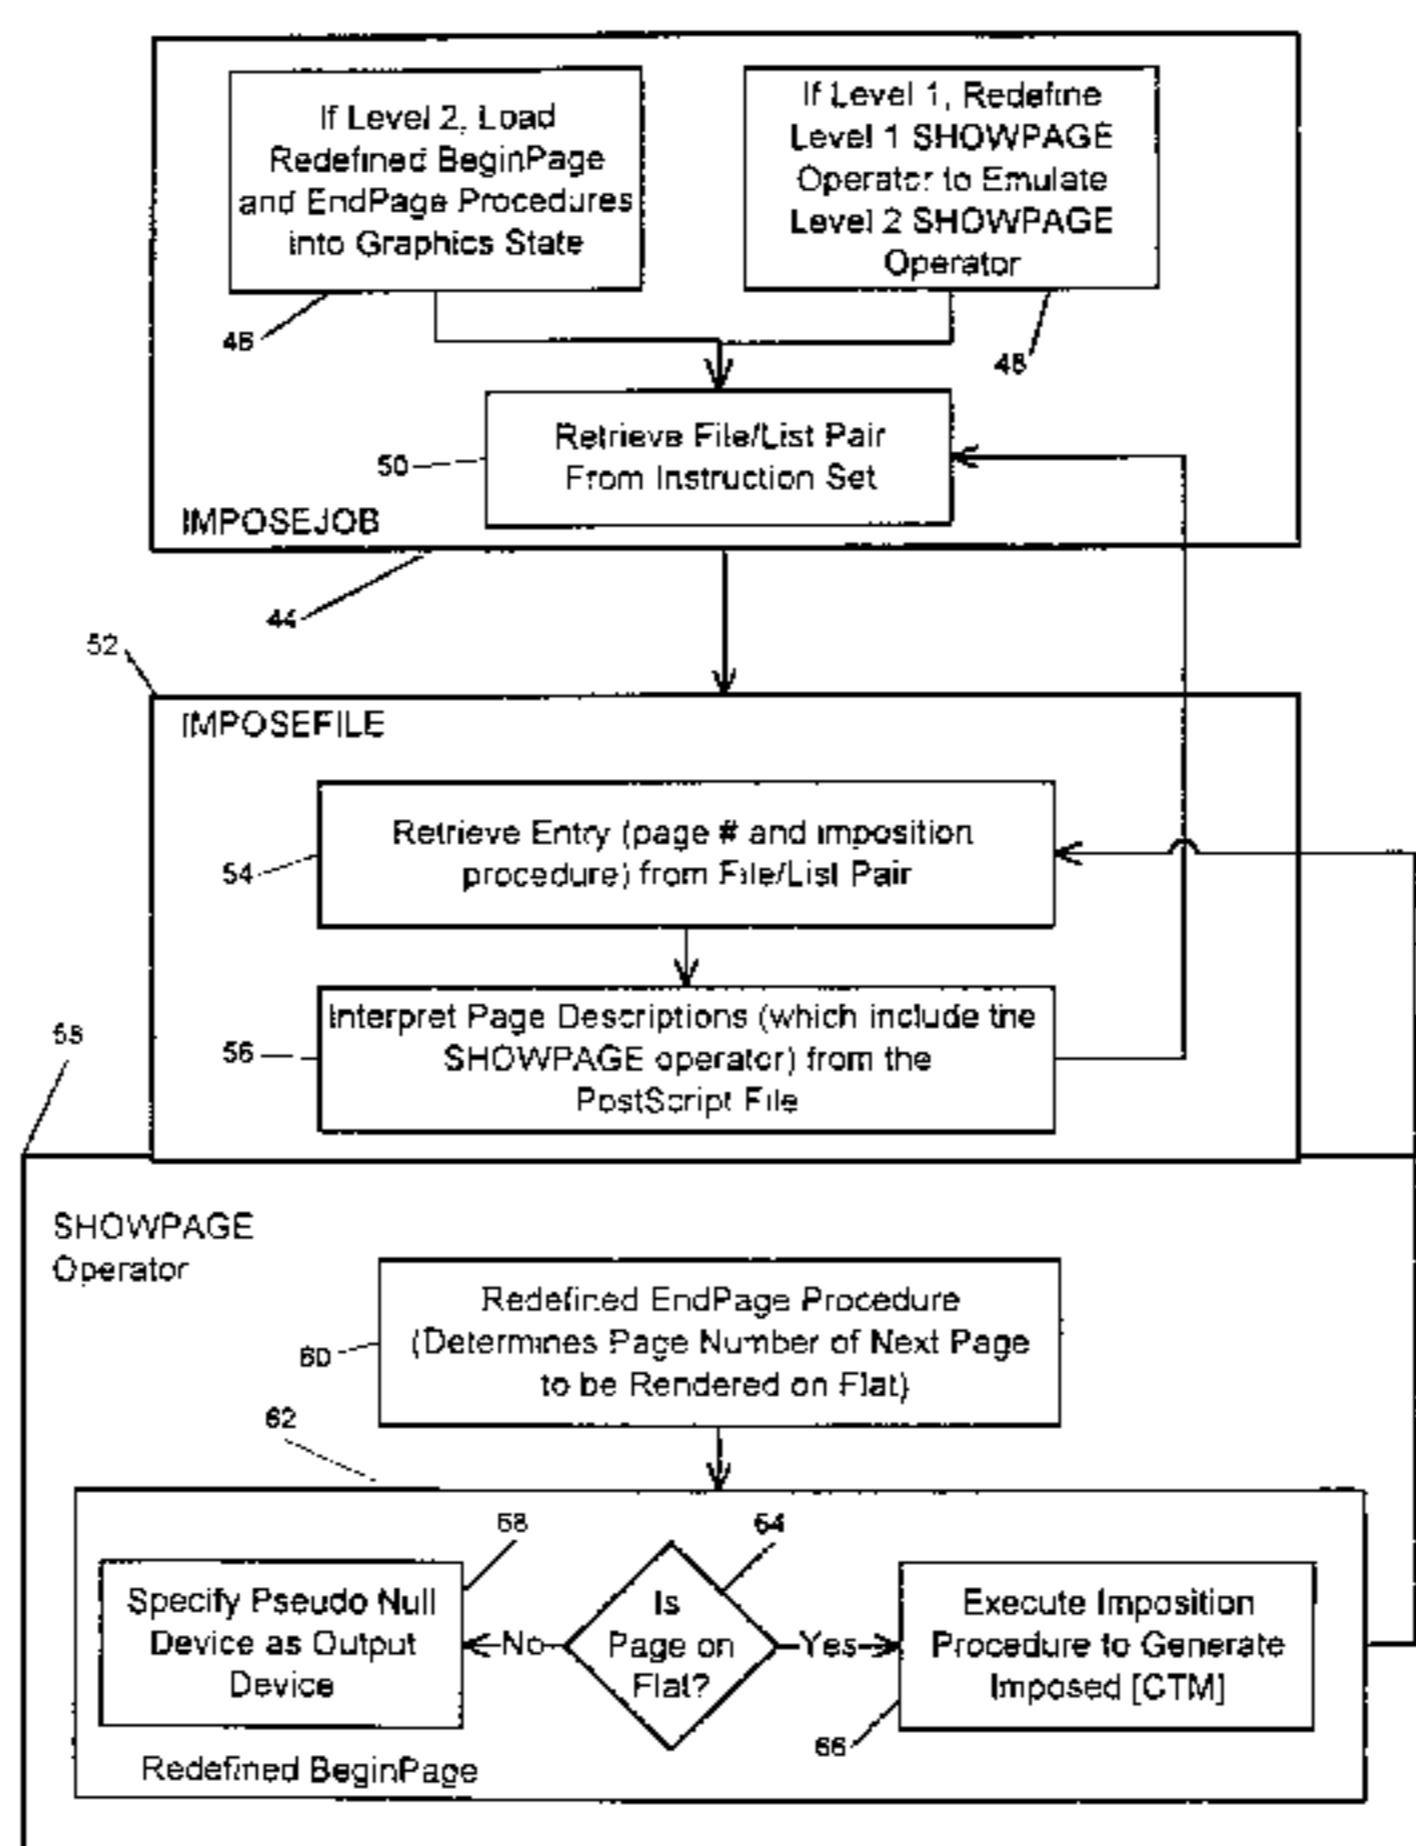 If Level 2, Load
Redefined BeginPage
and EndPage Procedures
into Graphics State
If Level 1, Redefine
Level 1 SHOWPAGE
Operator to Emulate
Level 2 SHOWPAGE
Operator
46
48
50
Retrieve File/List Pair
From Instruction Set
IMPOSEJOB
44
52
IMPOSEFILE
54
Retrieve Entry (page # and imposition
procedure) from File/List Pair
56
Interpret Page Descriptions (which include the
SHOWPAGE operator) from the
PostScript File
58
SHOWPAGE
Operator
60
Redefined EndPage Procedure
(Determines Page Number of Next Page
to be Rendered on Flat)
62
68
64
Specify Pseudo Null
Device as Output
Device
No
Is
Page on
Flat?
Yes
Execute Imposition
Procedure to Generate
Imposed [CTM]
66
Redefined BeginPage